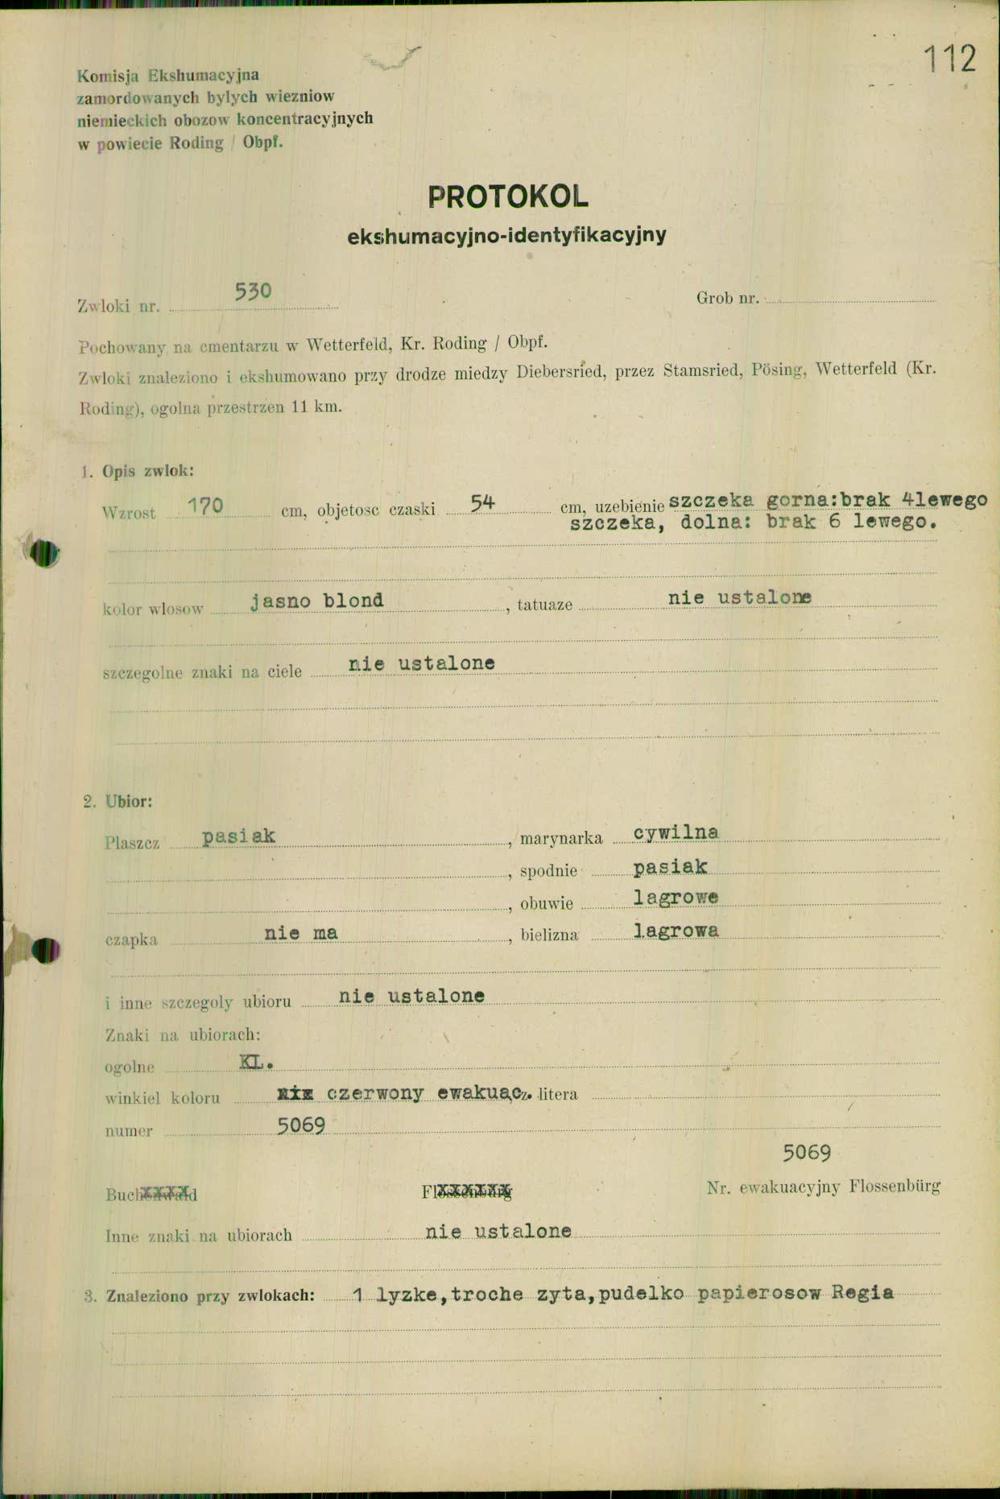 112
Komisja Ekshumacyjna
zamordowanych bylych wiezniow
niemieckich obozow koncentracyjnych
w powiecie Roding / Obpf.
PROTOKOL
ekshumacyjno-identyfikacyjny
Zwloki nr. 530 Grob nr.
Pochowany na cmentarzu w Wetterfeld, Kr. Roding / Obpf.
Zwloki znaleziono i ekshumowano przy drodze miedzy Diebersried, przez Stamsried, Pösing, Wetterfeld (Kr.
Roding), ogolna przestrzen 11 km.
1. Opis zwlok:
Wzrost 170 cm, objetosc czaski 54 cm, uzebienie szczeka gorna:brak 4lewego
szczeka, dolna: brak 6 lewego.
kolor wlosow jasno blond , tatuaze nie ustalone
szczegolne znaki na ciele nie ustalone
2. Ubior:
Plaszcz pasiak , marynarka cywilna
, spodnie pasiak
, obuwie lagrowe
czapka nie ma , bielizna lagrowa
i inne szczegoly ubioru nie ustalone
Znaki na ubiorach:
ogolne KL.
winkiel koloru czerwony ewakuacz. litera
numer 5069
5069
Buchenwald Flossenbürg Nr. ewakuacyjny Flossenbürg
Inne znaki na ubiorach nie ustalone
3. Znaleziono przy zwlokach: 1 lyzke,troche zyta,pudelko papierosow Regia